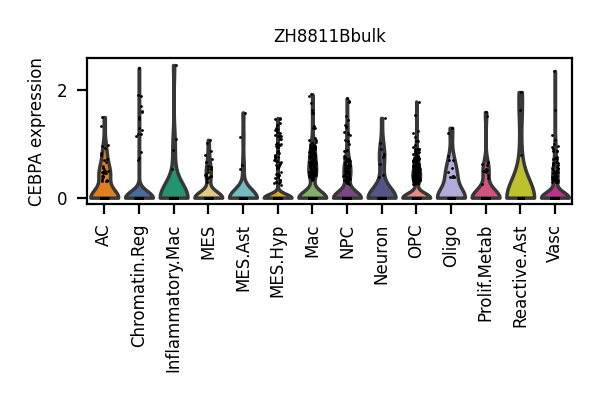 ZH8811Bbulk
CEBPA expression
2
0
AC
Chromatin.Reg
Inflammatory.Mac
MES
MES.Ast
MES.Hyp
Mac
NPC
Neuron
OPC
Oligo
Prolif.Metab
Reactive.Ast
Vasc